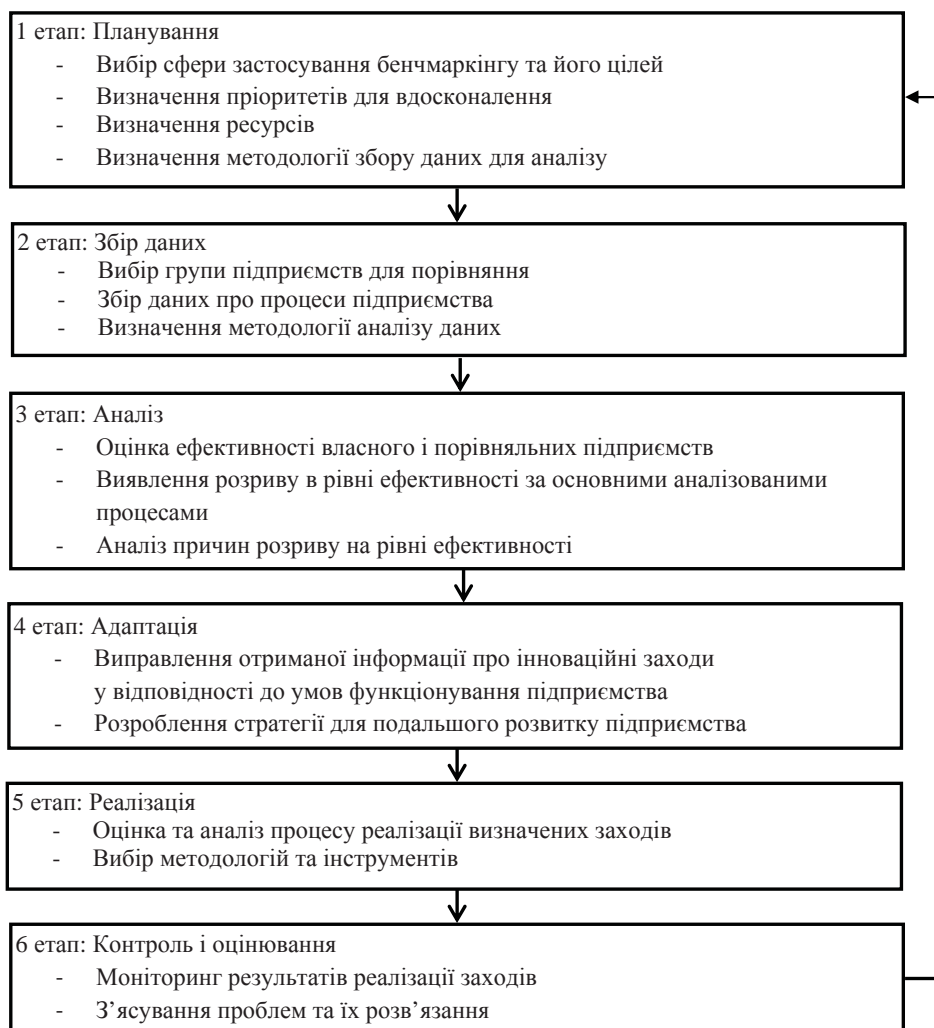 1 етап: Планування
- Вибір сфери застосування бенчмаркінгу та його цілей
- Визначення пріоритетів для вдосконалення
- Визначення ресурсів
- Визначення методології збору даних для аналізу
2 етап: Збір даних
- Вибір групи підприємств для порівняння
- Збір даних про процеси підприємства
- Визначення методології аналізу даних
3 етап: Аналіз
- Оцінка ефективності власного і порівняльних підприємств
- Виявлення розриву в рівні ефективності за основними аналізованими
процесами
- Аналіз причин розриву на рівні ефективності
4 етап: Адаптація
- Виправлення отриманої інформації про інноваційні заходи
у відповідності до умов функціонування підприємства
- Розроблення стратегії для подальшого розвитку підприємства
5 етап: Реалізація
- Оцінка та аналіз процесу реалізації визначених заходів
- Вибір методологій та інструментів
6 етап: Контроль і оцінювання
- Моніторинг результатів реалізації заходів
- З’ясування проблем та їх розв’язання